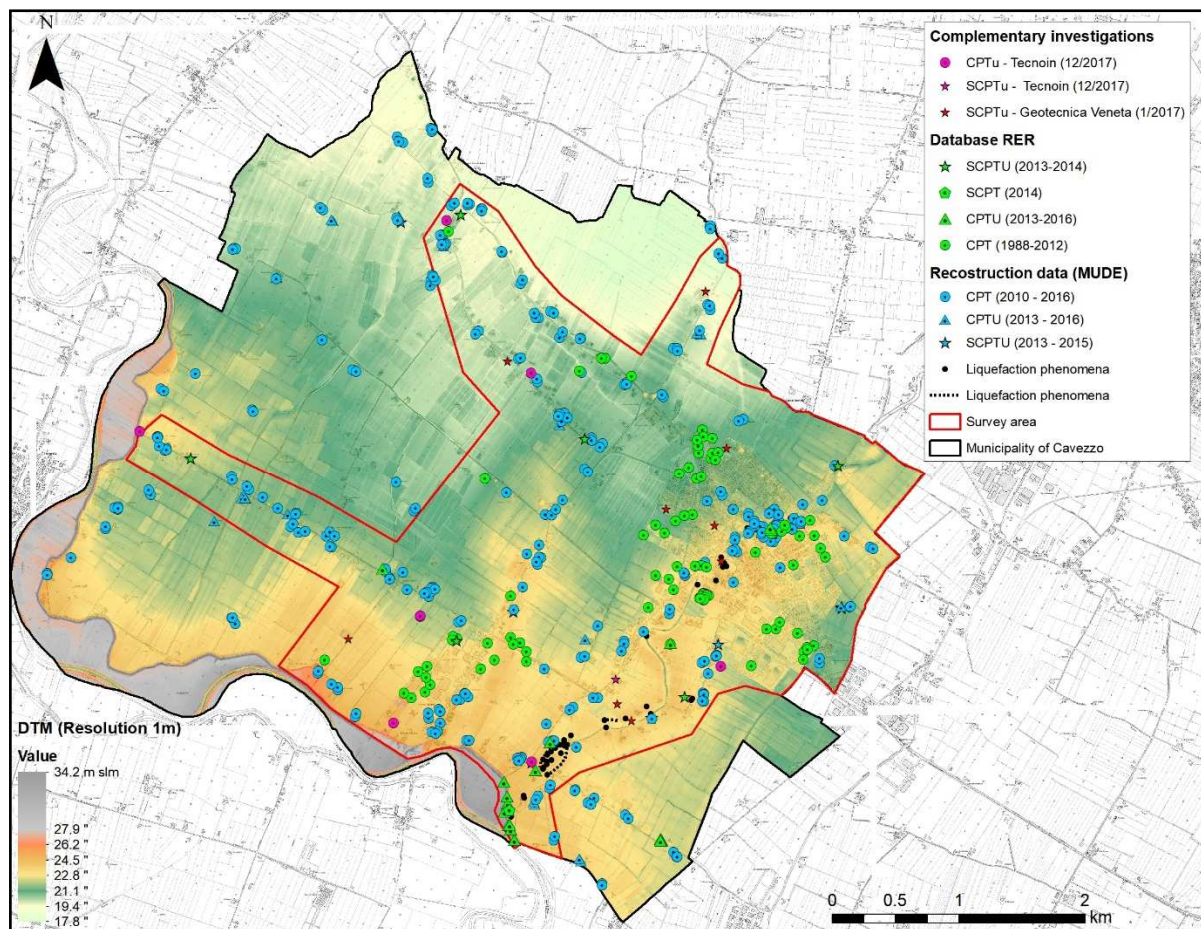 N
Complementary investigations
CPTu - Tecnoin (12/2017)
SCPTu - Tecnoin (12/2017)
SCPTu - Geotecnica Veneta (1/2017)
Database RER
SCPTU (2013-2014)
SCPT (2014)
CPTU (2013-2016)
CPT (1988-2012)
Recostruction data (MUDE)
CPT (2010 - 2016)
CPTU (2013 - 2016)
SCPTU (2013 - 2015)
Liquefaction phenomena
Liquefaction phenomena
Survey area
Municipality of Cavezzo
DTM (Resolution 1m)
Value
34.2 m slm
27.9 "
26.2 "
24.5 "
22.8 "
21.1 "
19.4 "
17.8 "
0 0.5 1 2
km